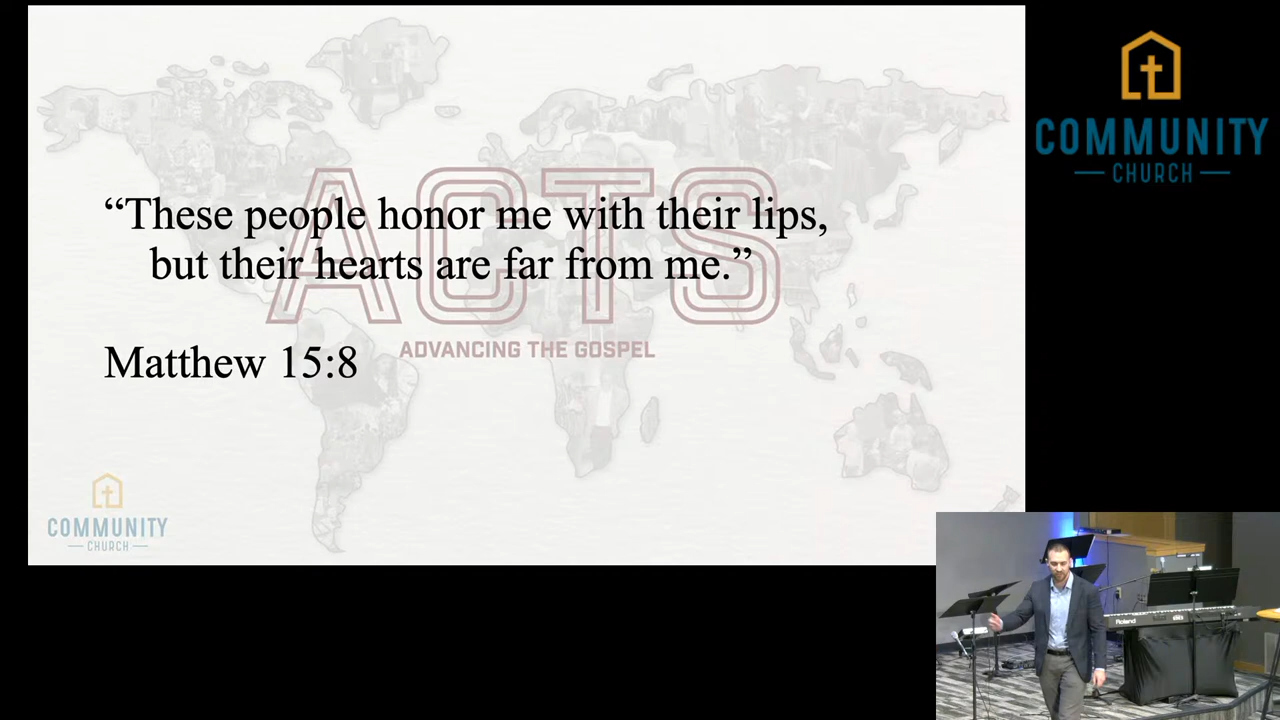 “These people honor me with their lips,
but their hearts are far from me.”
Matthew 15:8
ACTS
ADVANCING THE GOSPEL
COMMUNITY
CHURCH
COMMUNITY
CHURCH
Roland